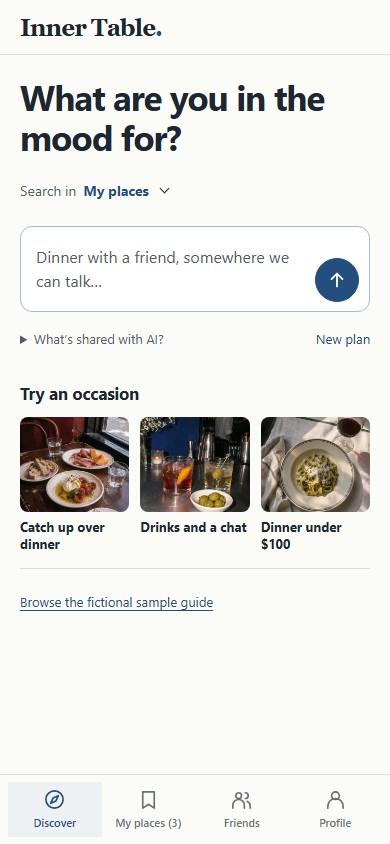 Inner Table.
What are you in the
mood for?
Search in My places
Dinner with a friend, somewhere we
can talk...
What's shared with AI?
New plan
Try an occasion
Catch up over
dinner
Drinks and a chat
Dinner under
$100
Browse the fictional sample guide
Discover
My places (3)
Friends
Profile